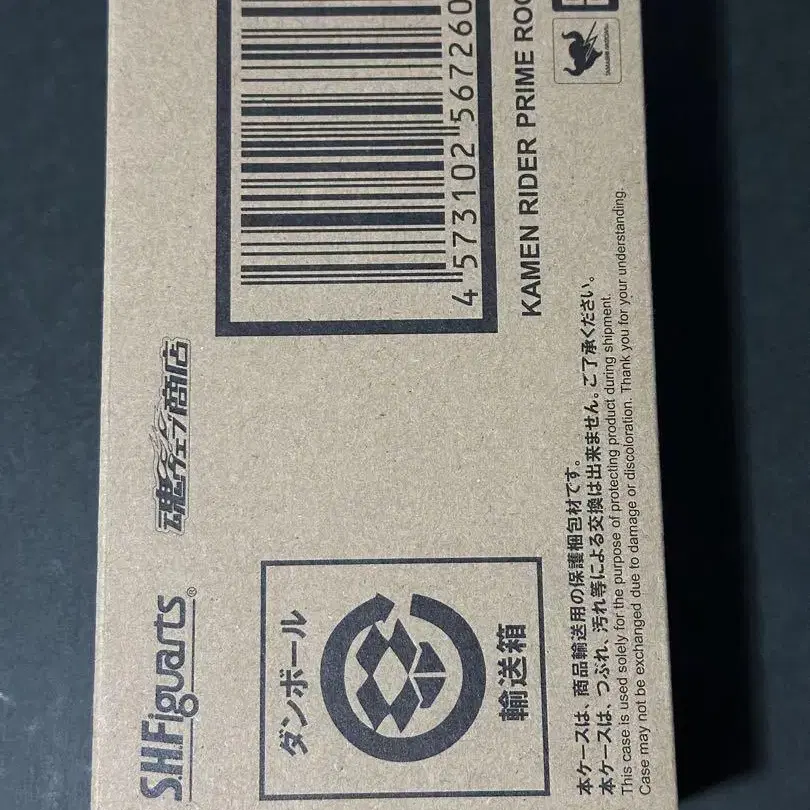 S.H.Figuarts®
魂ウェブ商店
4 573102 567260
KAMEN RIDER PRIME
TAMASHII NATIONS
ダンボール
輸送箱
本ケースは、商品輸送用の保護梱包材です。
本ケースは、つぶれ、汚れ等による交換は出来ません。ご了承ください。
This case is used solely for the purpose of protecting product during shipment.
Case may not be exchanged due to damage or discoloration. Thank you for your understanding.